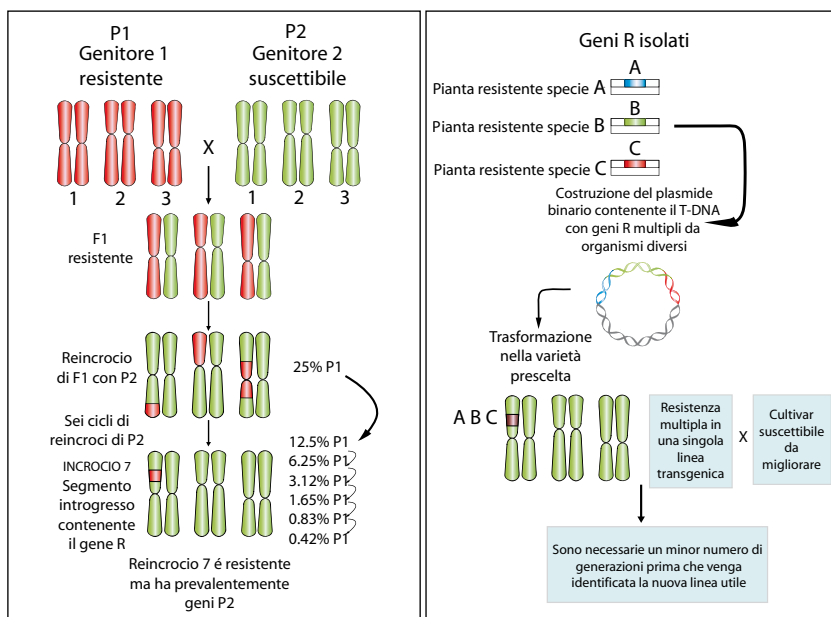 P1
Genitore 1
resistente
P2
Genitore 2
suscettibile
X
1 2 3
1 2 3
F1
resistente
Reincrocio
di F1 con P2
25% P1
Sei cicli di
reincroci di P2
12.5% P1
INCROCIO 7
Segmento
introgresso
contenente
il gene R
6.25% P1
3.12% P1
1.65% P1
0.83% P1
0.42% P1
Reincrocio 7 é resistente
ma ha prevalentemente
geni P2
Geni R isolati
A
Pianta resistente specie A
B
Pianta resistente specie B
C
Pianta resistente specie C
Costruzione del plasmide
binario contenente il T-DNA
con geni R multipli da
organismi diversi
Trasformazione
nella varietà
prescelta
A B C
Resistenza
multipla in
una singola
linea
transgenica
X
Cultivar
suscettibile
da
migliorare
Sono necessarie un minor numero di
generazioni prima che venga
identificata la nuova linea utile